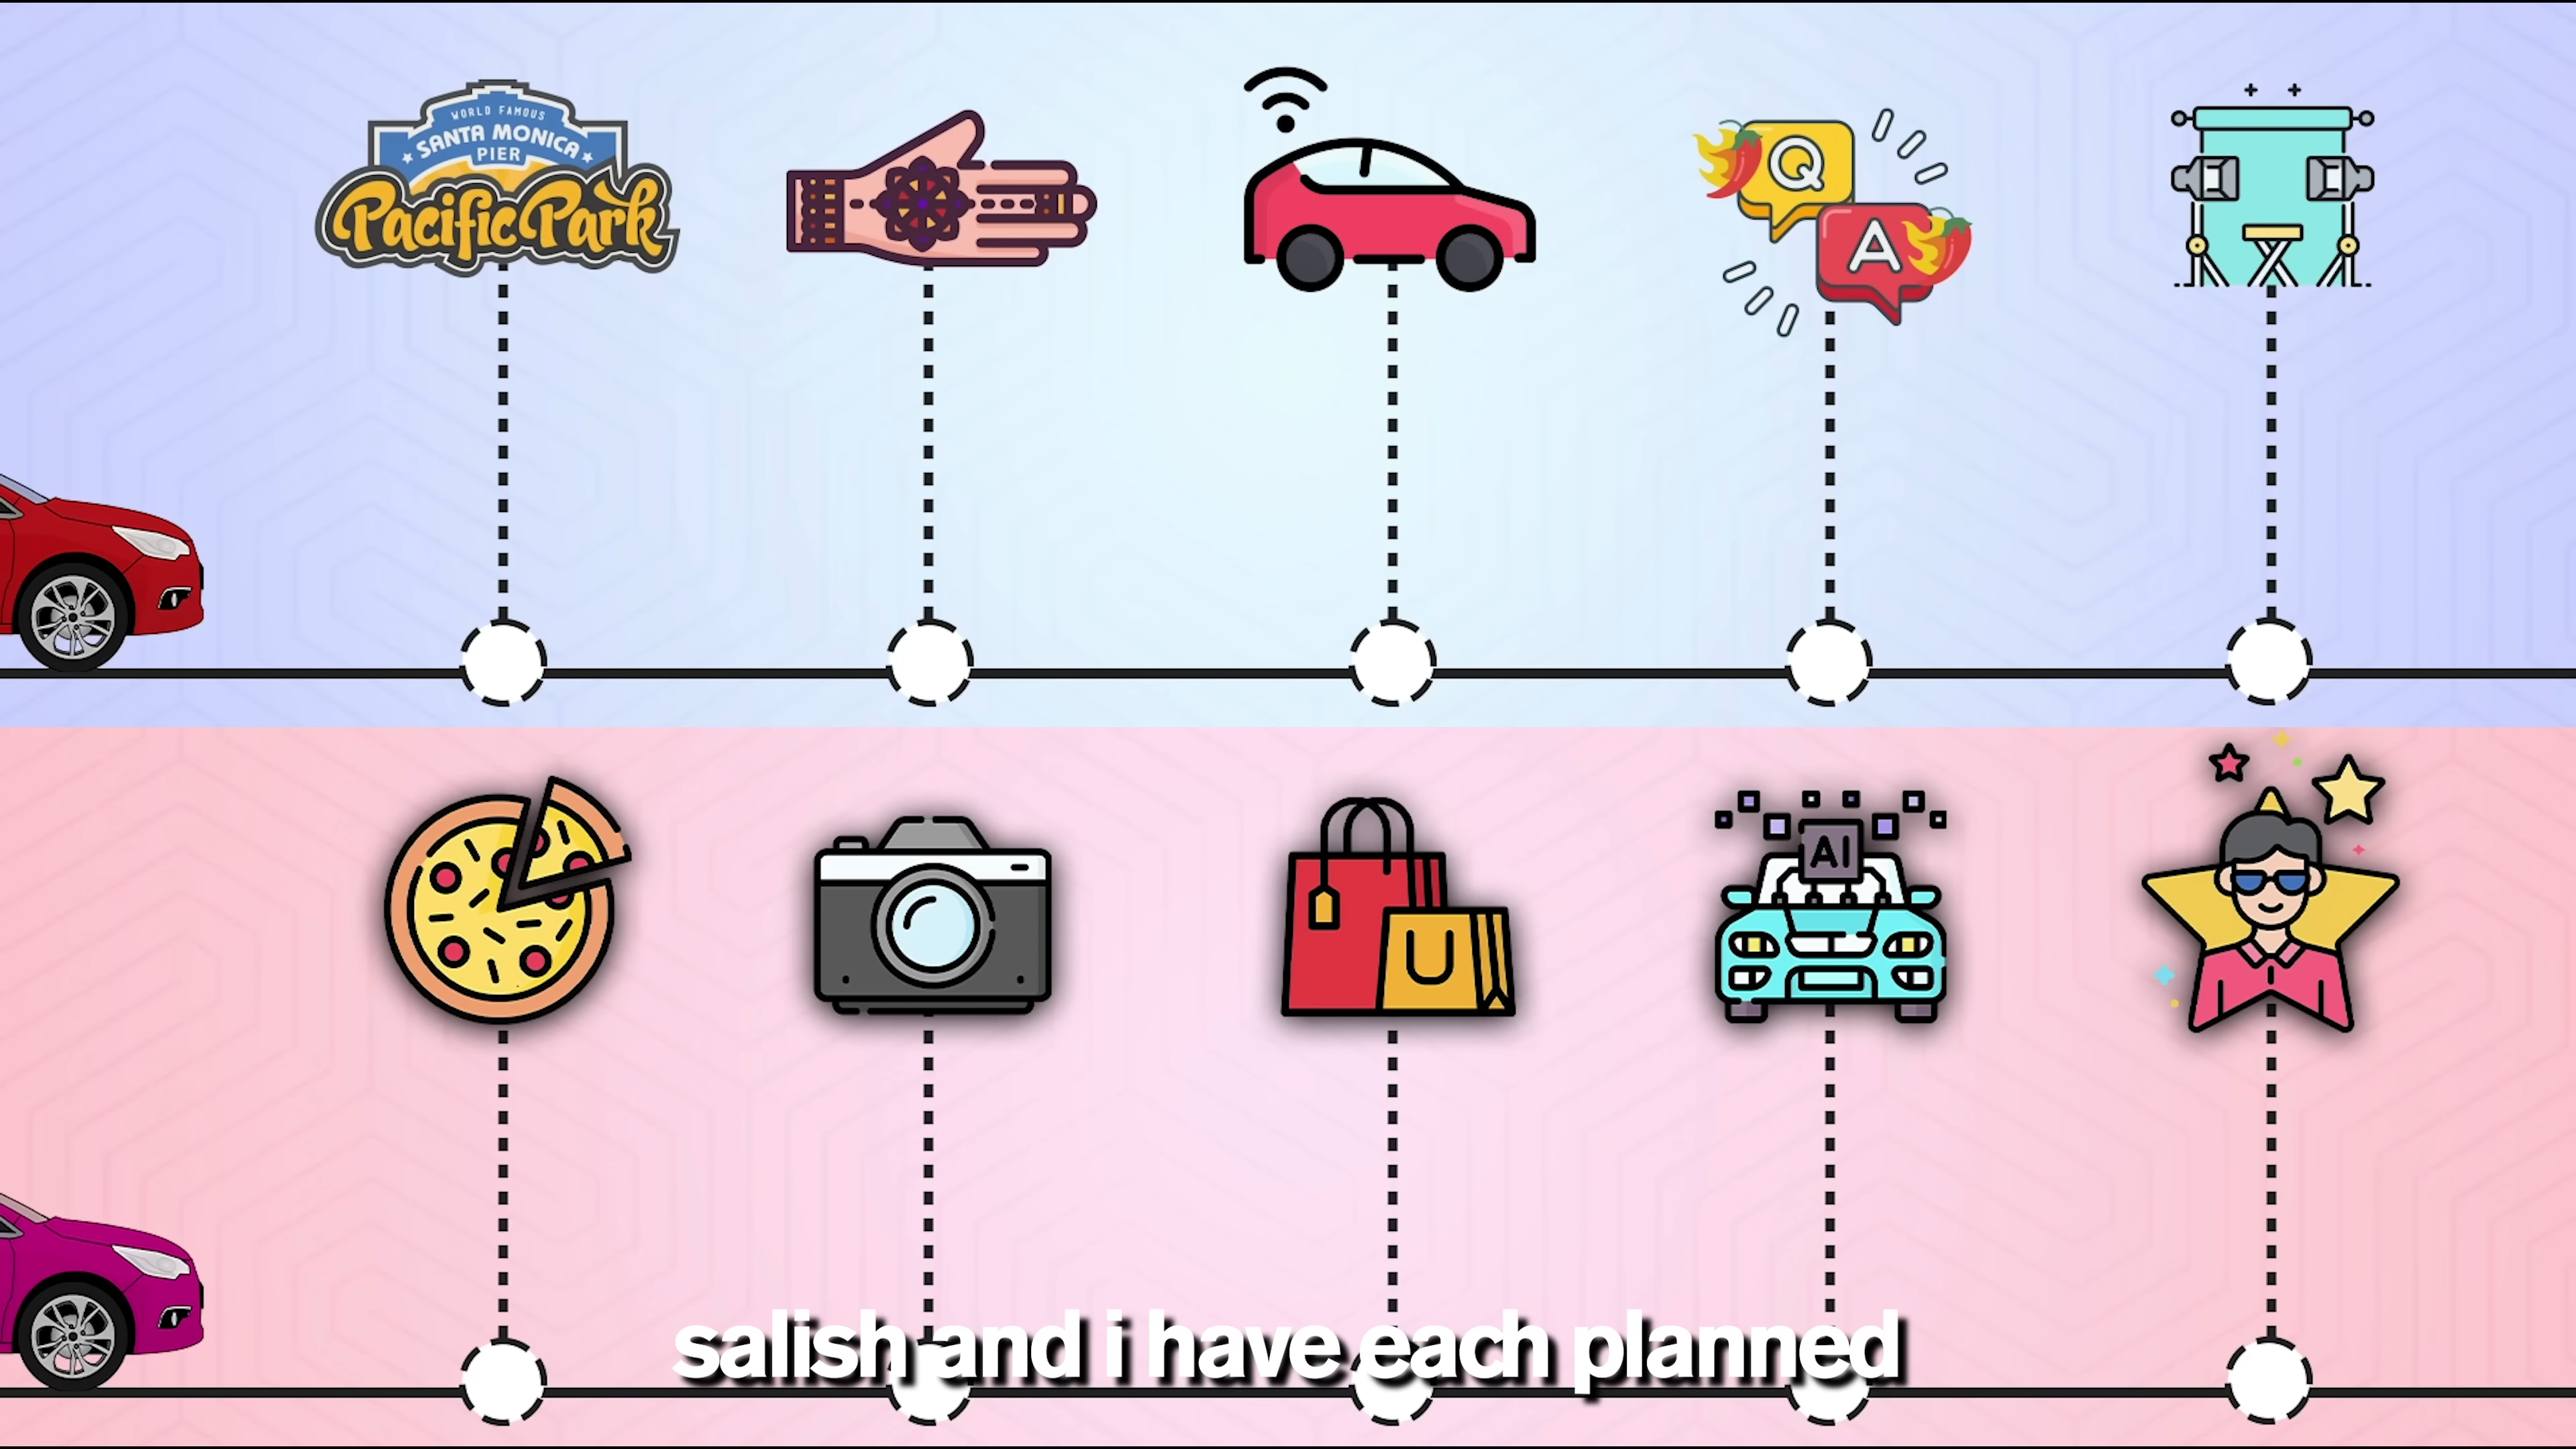 WORLD FAMOUS
SANTA MONICA
PIER
Pacific Park
Q
A
AI
U
salish and i have each planned